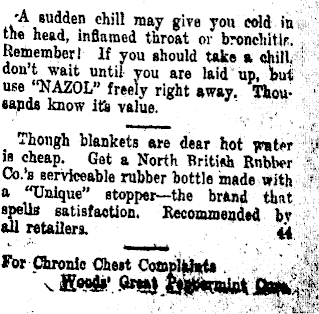 A sudden chill may give you cold in
the head, inflamed throat or bronchitis.
Remember! If you should take a chill,
don't wait until you are laid up, but
use "NAZOL" freely right away. Thou-
sands know its value.
Though blankets are dear hot water
is cheap. Get a North British Rubber
Co.'s serviceable rubber bottle made with
a "Unique" stopper—the brand that
spells satisfaction. Recommended by
all retailers. 44
For Chronic Chest Complaints
Woods' Great Peppermint Cure.